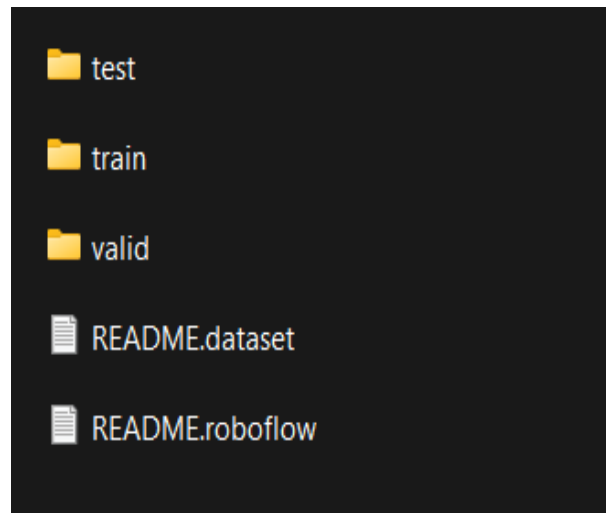 test
train
valid
README.dataset
README.roboflow